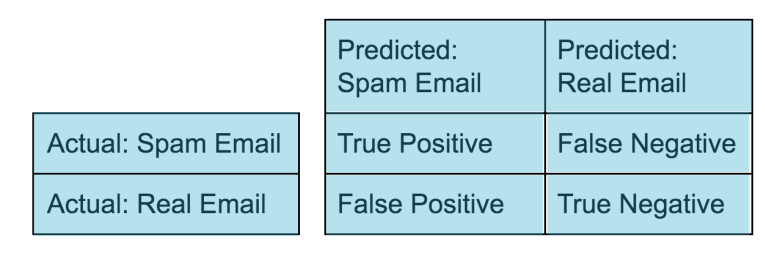 Predicted:
Spam Email
Predicted:
Real Email
Actual: Spam Email
True Positive
False Negative
Actual: Real Email
False Positive
True Negative